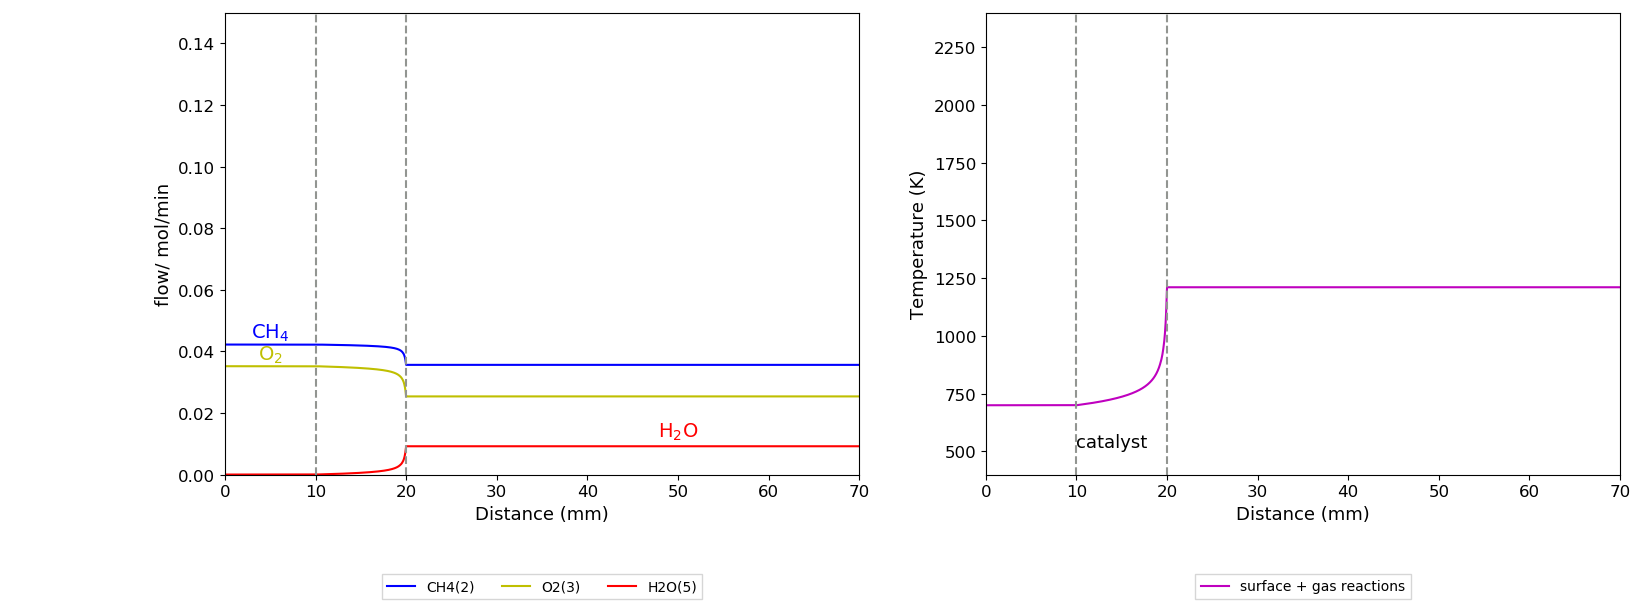 0.14
0.12
0.10
0.08
0.06
0.04
0.02
0.00
flow/ mol/min
CH4
O2
H2O
0 10 20 30 40 50 60 70
Distance (mm)
CH4(2) O2(3) H2O(5)
2250
2000
1750
1500
1250
1000
750
500
Temperature (K)
catalyst
0 10 20 30 40 50 60 70
Distance (mm)
surface + gas reactions